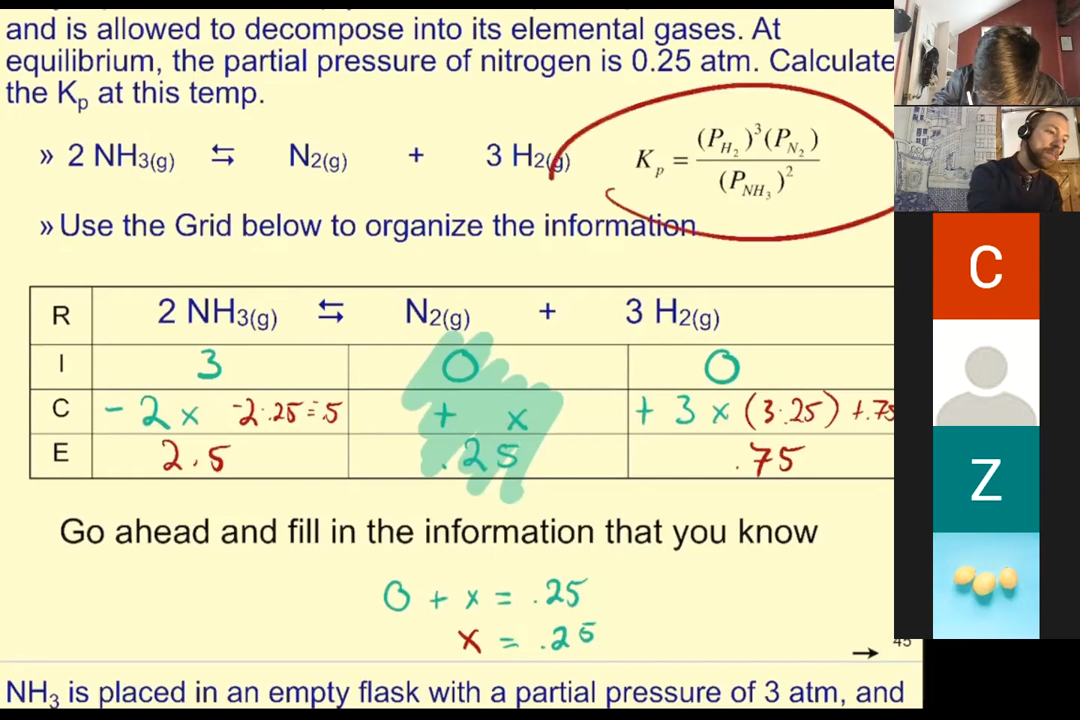 and is allowed to decompose into its elemental gases. At
equilibrium, the partial pressure of nitrogen is 0.25 atm. Calculate
the Kp at this temp.
» 2 NH3(g) ⇆ N2(g) + 3 H2(g)
Kp = (PH2)^3(PN2) / (PNH3)^2
» Use the Grid below to organize the information
R 2 NH3(g) ⇆ N2(g) + 3 H2(g)
I 3 0 0
C - 2x -2·.25=.5 + x + 3x (3·.25) +.75
E 2.5 .25 .75
Go ahead and fill in the information that you know
0 + x = .25
x = .25
45
→
NH3 is placed in an empty flask with a partial pressure of 3 atm, and
C
Z